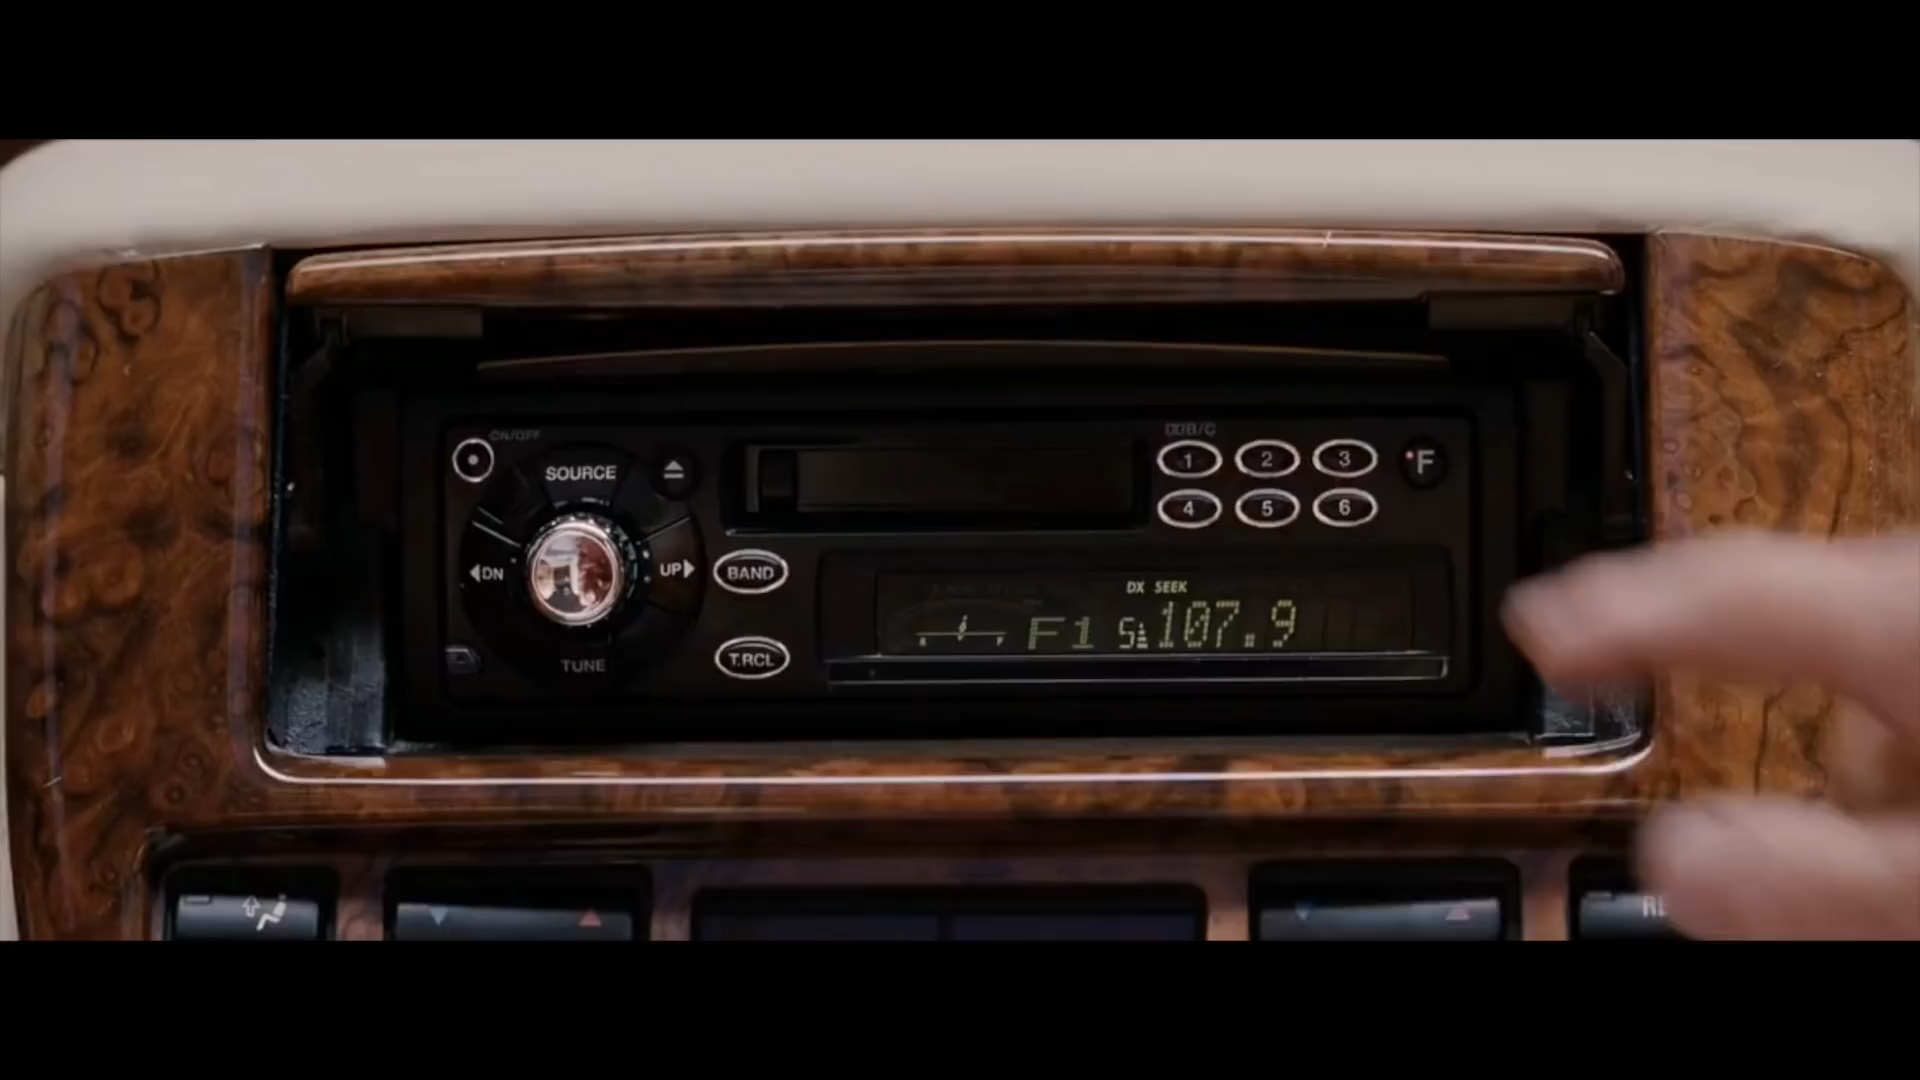 ON/OFF
SOURCE
DN
UP
TUNE
BAND
T.RCL
B/C
1 2 3
F
4 5 6
DX SEEK
F1 S 107.9